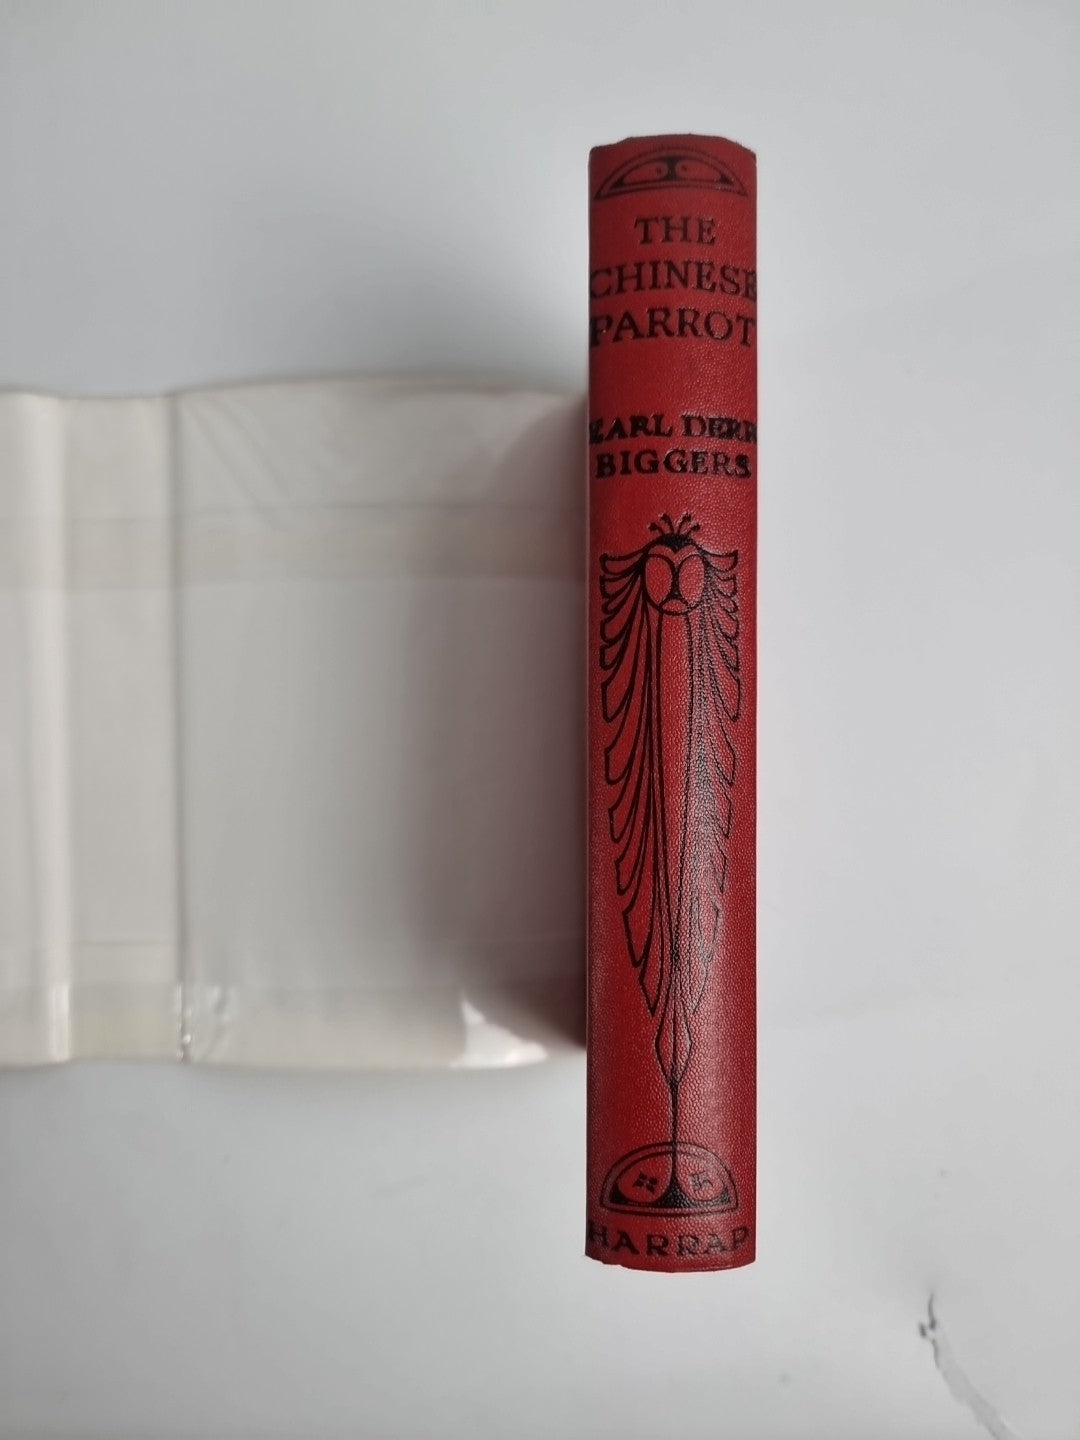 THE
CHINESE
PARROT
EARL DERR
BIGGERS
HARRAP